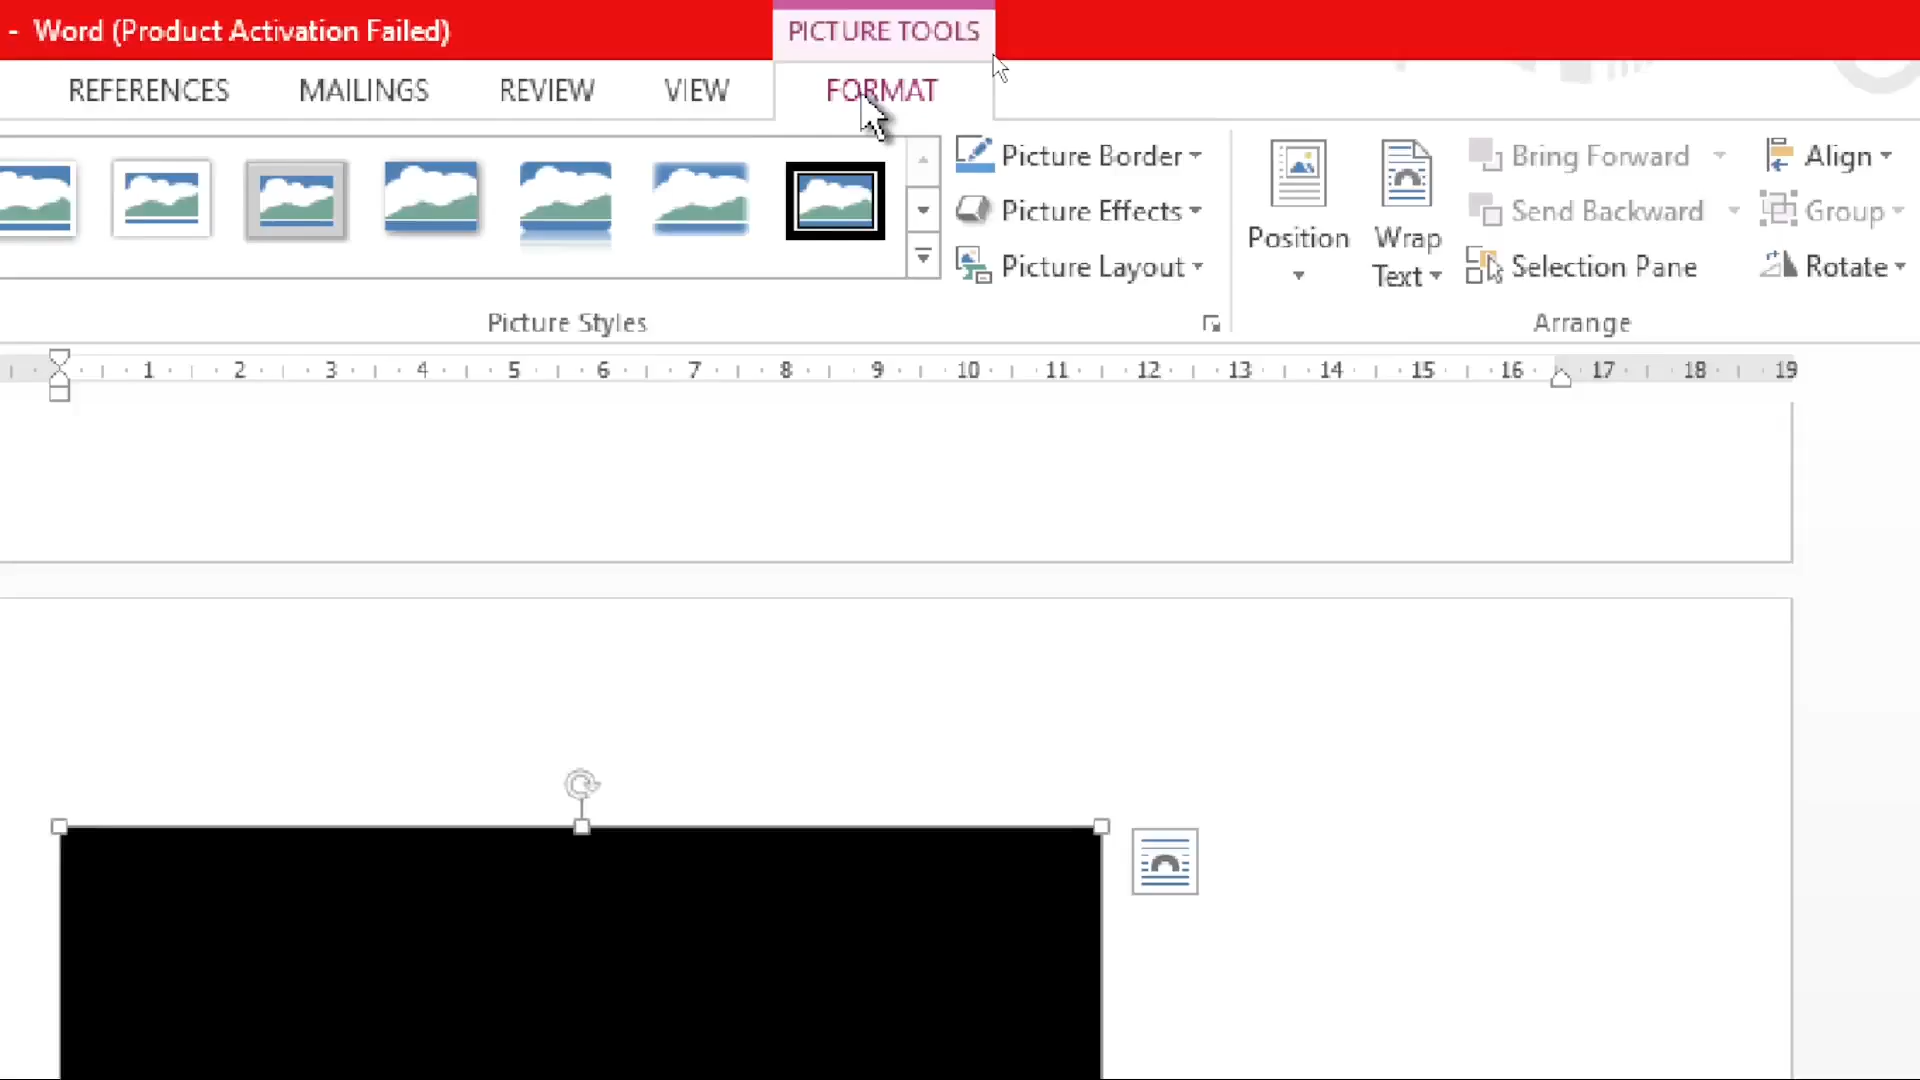 - Word (Product Activation Failed)
PICTURE TOOLS
REFERENCES MAILINGS REVIEW VIEW FORMAT
Picture Border
Picture Effects
Picture Layout
Position
Wrap
Text
Bring Forward
Send Backward
Selection Pane
Align
Group
Rotate
Picture Styles
Arrange
1 2 3 4 5 6 7 8 9 10 11 12 13 14 15 16 17 18 19